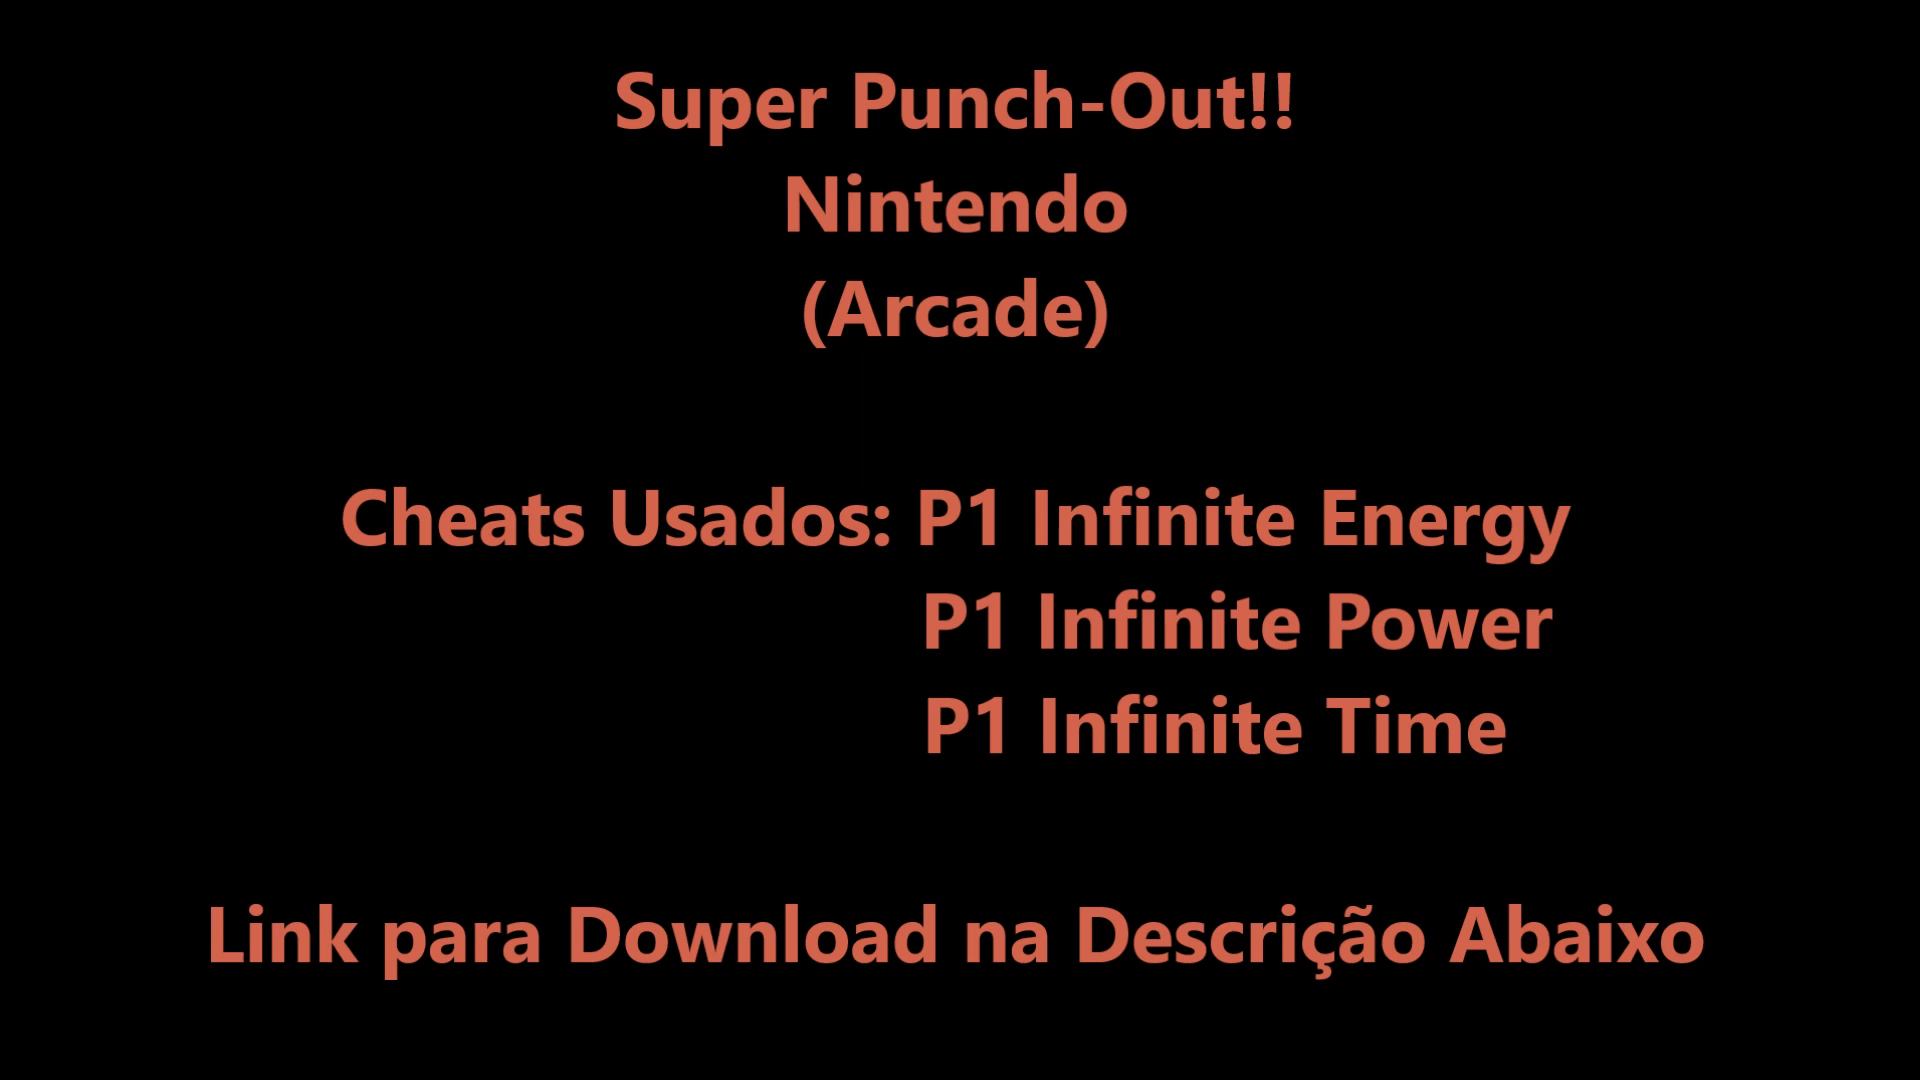 Super Punch-Out!!
Nintendo
(Arcade)
Cheats Usados: P1 Infinite Energy
P1 Infinite Power
P1 Infinite Time
Link para Download na Descrição Abaixo